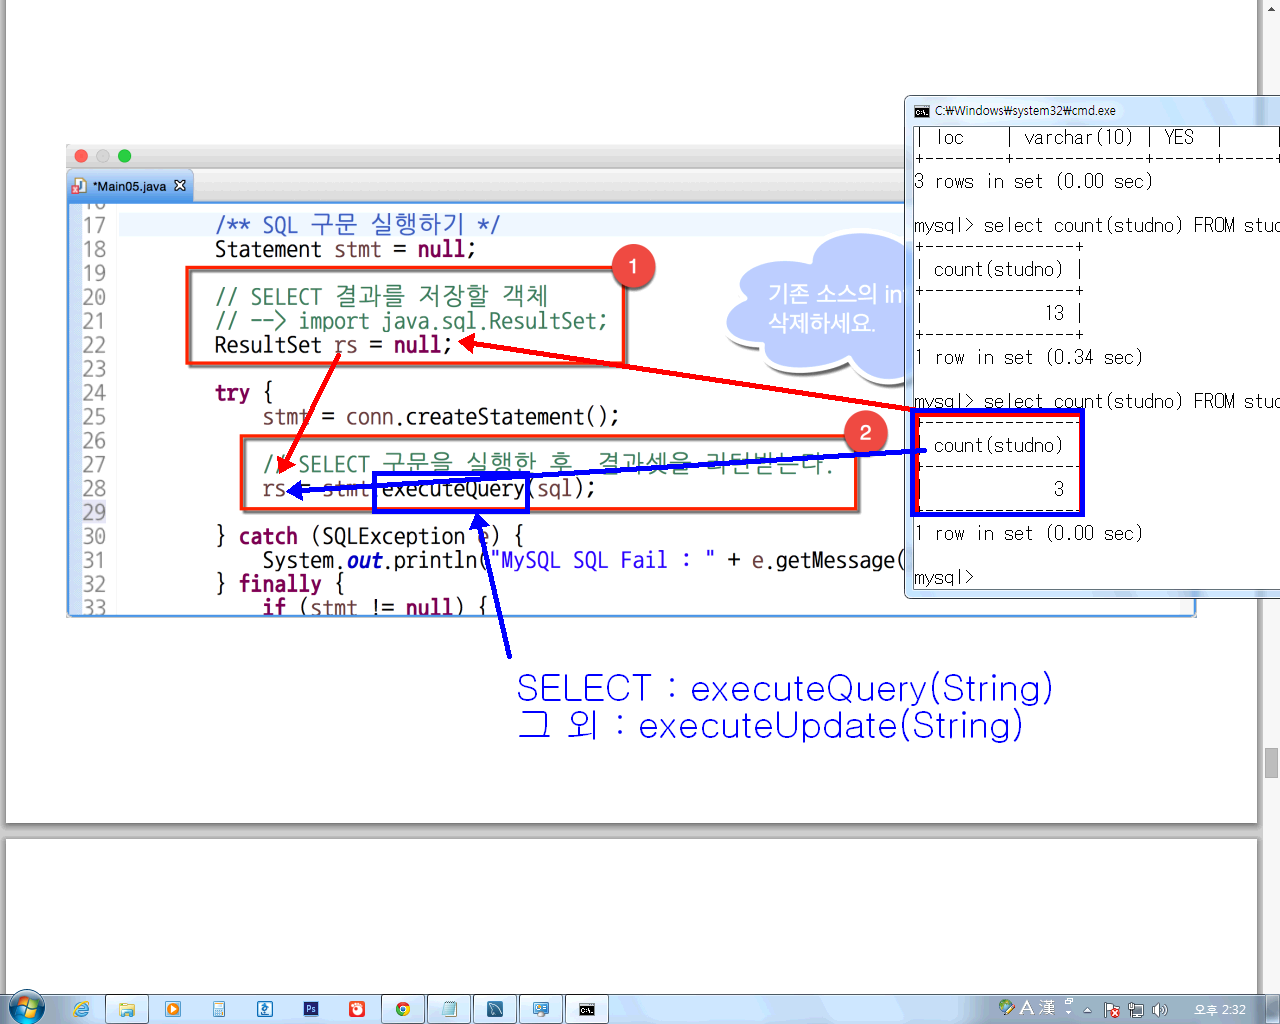 *Main05.java
17 /** SQL 구문 실행하기 */
18 Statement stmt = null;
19
20 // SELECT 결과를 저장할 객체
21 // --> import java.sql.ResultSet;
22 ResultSet rs = null;
23
24 try {
25 stmt = conn.createStatement();
26
27 // SELECT 구문을 실행한 후, 결과셋을 리턴받는다.
28 rs = stmt.executeQuery(sql);
29
30 } catch (SQLException e) {
31 System.out.println("MySQL SQL Fail : " + e.getMessage(
32 } finally {
33 if (stmt != null) {
1
2
기존 소스의 in
삭제하세요.
C:\Windows\system32\cmd.exe
| loc | varchar(10) | YES | |
+--------+-------------+------+-----+
3 rows in set (0.00 sec)
mysql> select count(studno) FROM stud
+---------------+
| count(studno) |
+---------------+
| 13 |
+---------------+
1 row in set (0.34 sec)
mysql> select count(studno) FROM stud
---------------
count(studno)
---------------
3
---------------
1 row in set (0.00 sec)
mysql>
SELECT : executeQuery(String)
그 외 : executeUpdate(String)
Ps
A 漢
오후 2:32